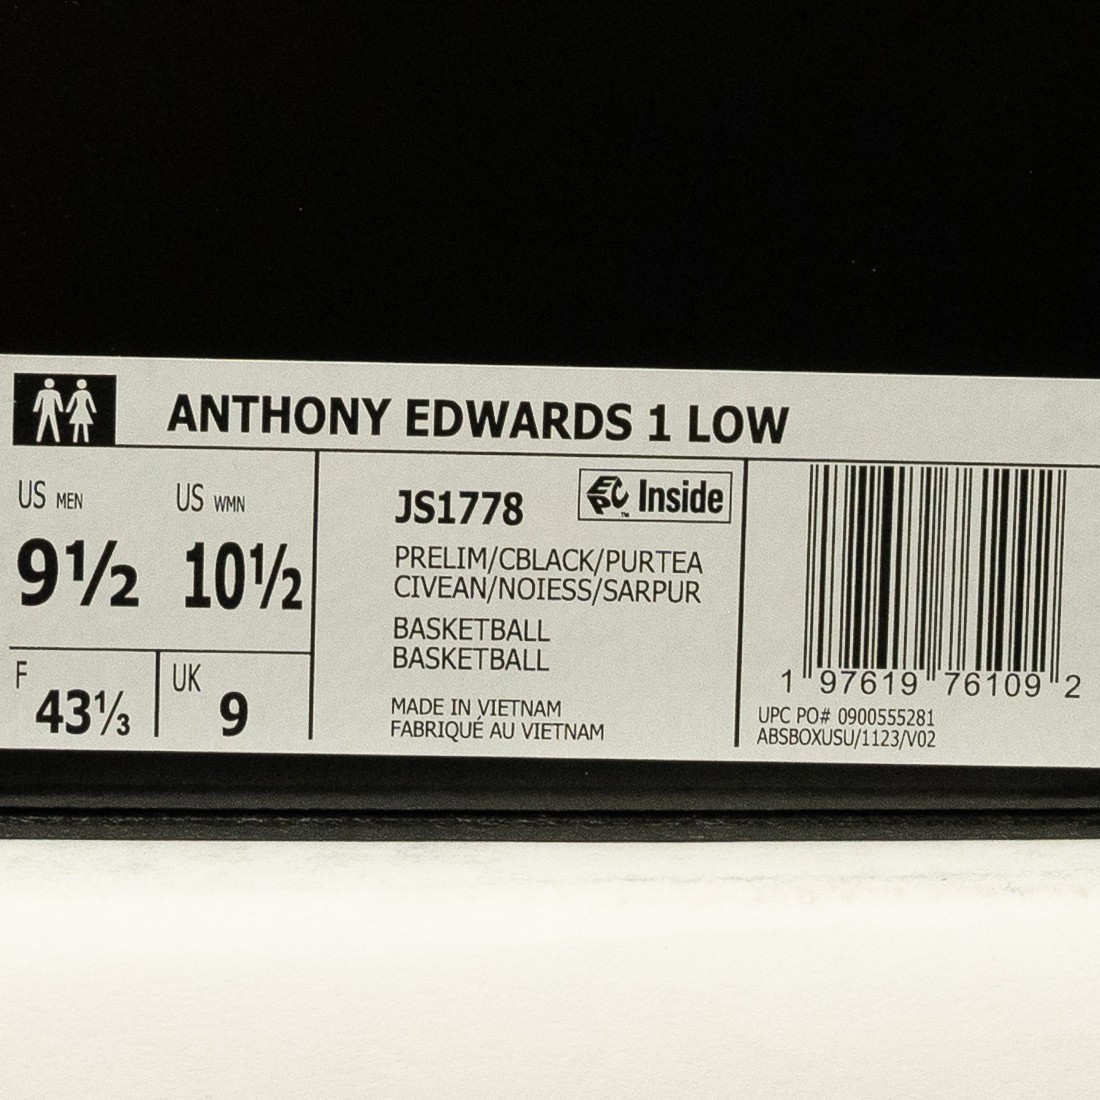 ANTHONY EDWARDS 1 LOW
US MEN
9½
US WMN
10½
F
43⅓
UK
9
JS1778
EPC Inside
™
PRELIM/CBLACK/PURTEA
CIVEAN/NOIESS/SARPUR
BASKETBALL
BASKETBALL
MADE IN VIETNAM
FABRIQUÉ AU VIETNAM
1 97619 76109 2
UPC PO# 0900555281
ABSBOXUSU/1123/V02